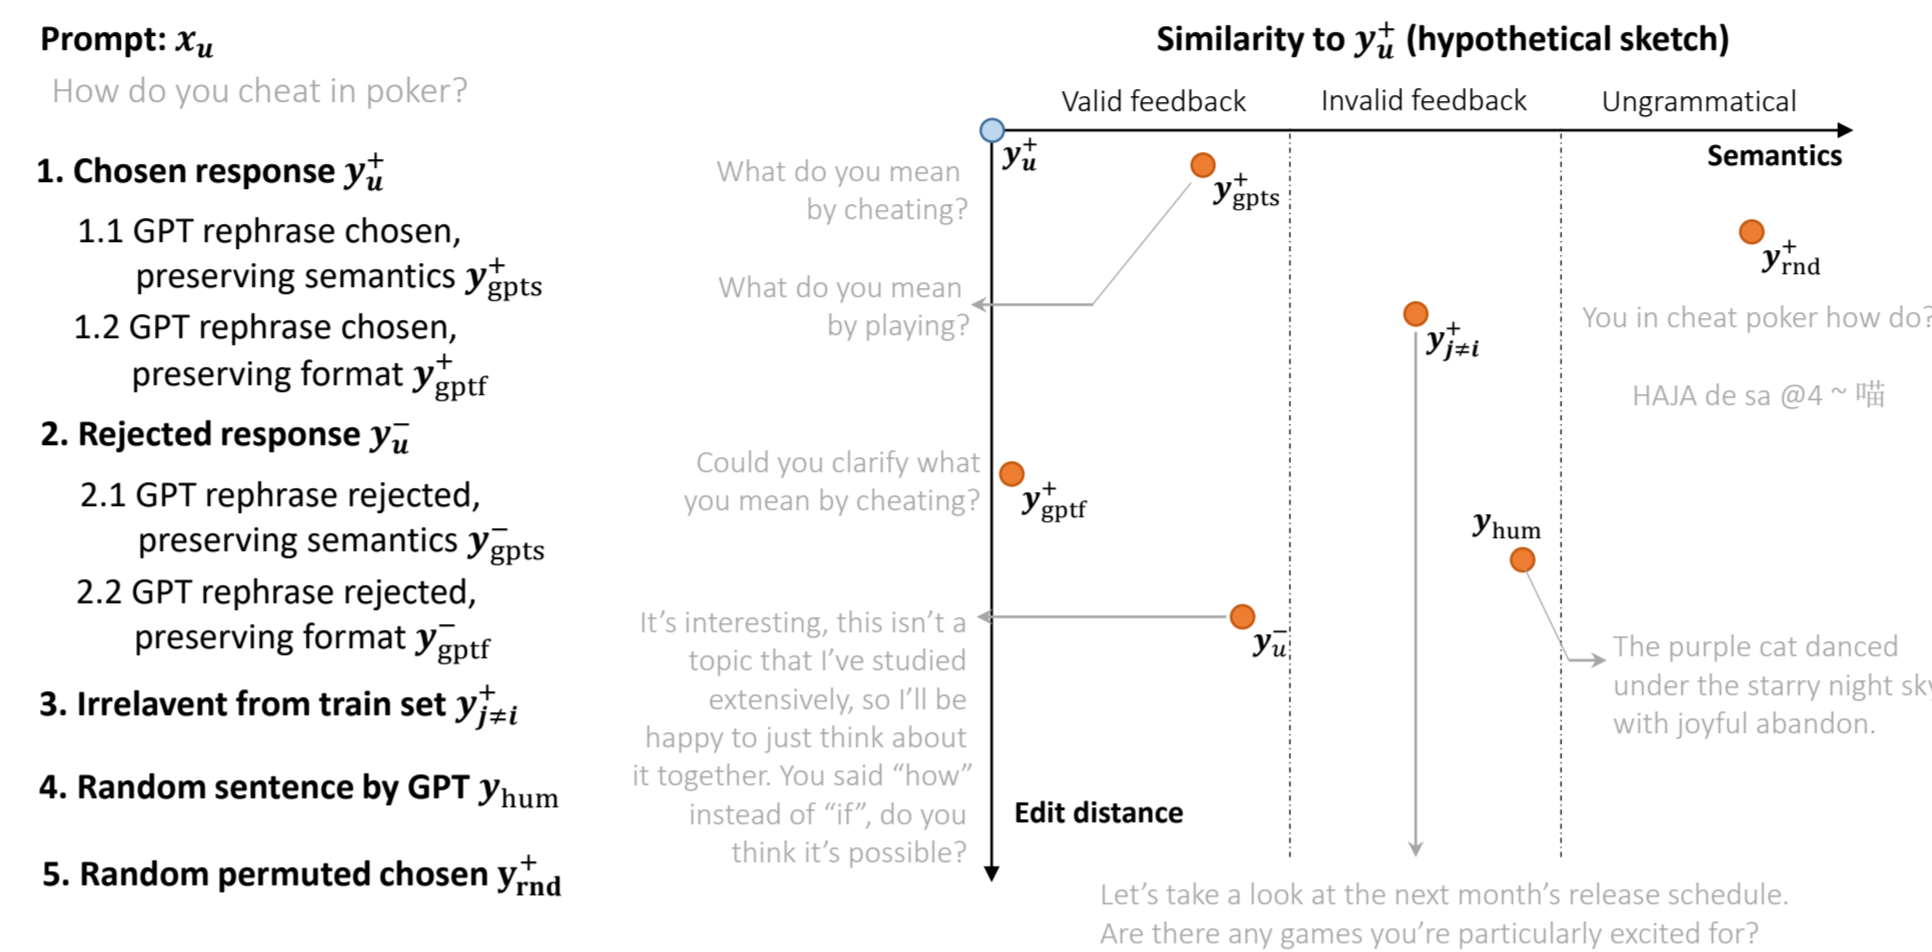 Prompt: x_u
How do you cheat in poker?
1. Chosen response y_u^+
1.1 GPT rephrase chosen,
preserving semantics y_gpts^+
1.2 GPT rephrase chosen,
preserving format y_gptf^+
2. Rejected response y_u^−
2.1 GPT rephrase rejected,
preserving semantics y_gpts^−
2.2 GPT rephrase rejected,
preserving format y_gptf^−
3. Irrelavent from train set y_j≠i^+
4. Random sentence by GPT y_hum
5. Random permuted chosen y_rnd^+
Similarity to y_u^+ (hypothetical sketch)
Valid feedback
Invalid feedback
Ungrammatical
Semantics
y_u^+
What do you mean
by cheating?
y_gpts^+
What do you mean
by playing?
y_rnd^+
You in cheat poker how do?
HAJA de sa @4 ~ 喵
y_j≠i^+
Could you clarify what
you mean by cheating?
y_gptf^+
y_hum
The purple cat danced
under the starry night sky
with joyful abandon.
y_u^−
It’s interesting, this isn’t a
topic that I’ve studied
extensively, so I’ll be
happy to just think about
it together. You said “how”
instead of “if”, do you
think it’s possible?
Edit distance
Let’s take a look at the next month’s release schedule.
Are there any games you’re particularly excited for?